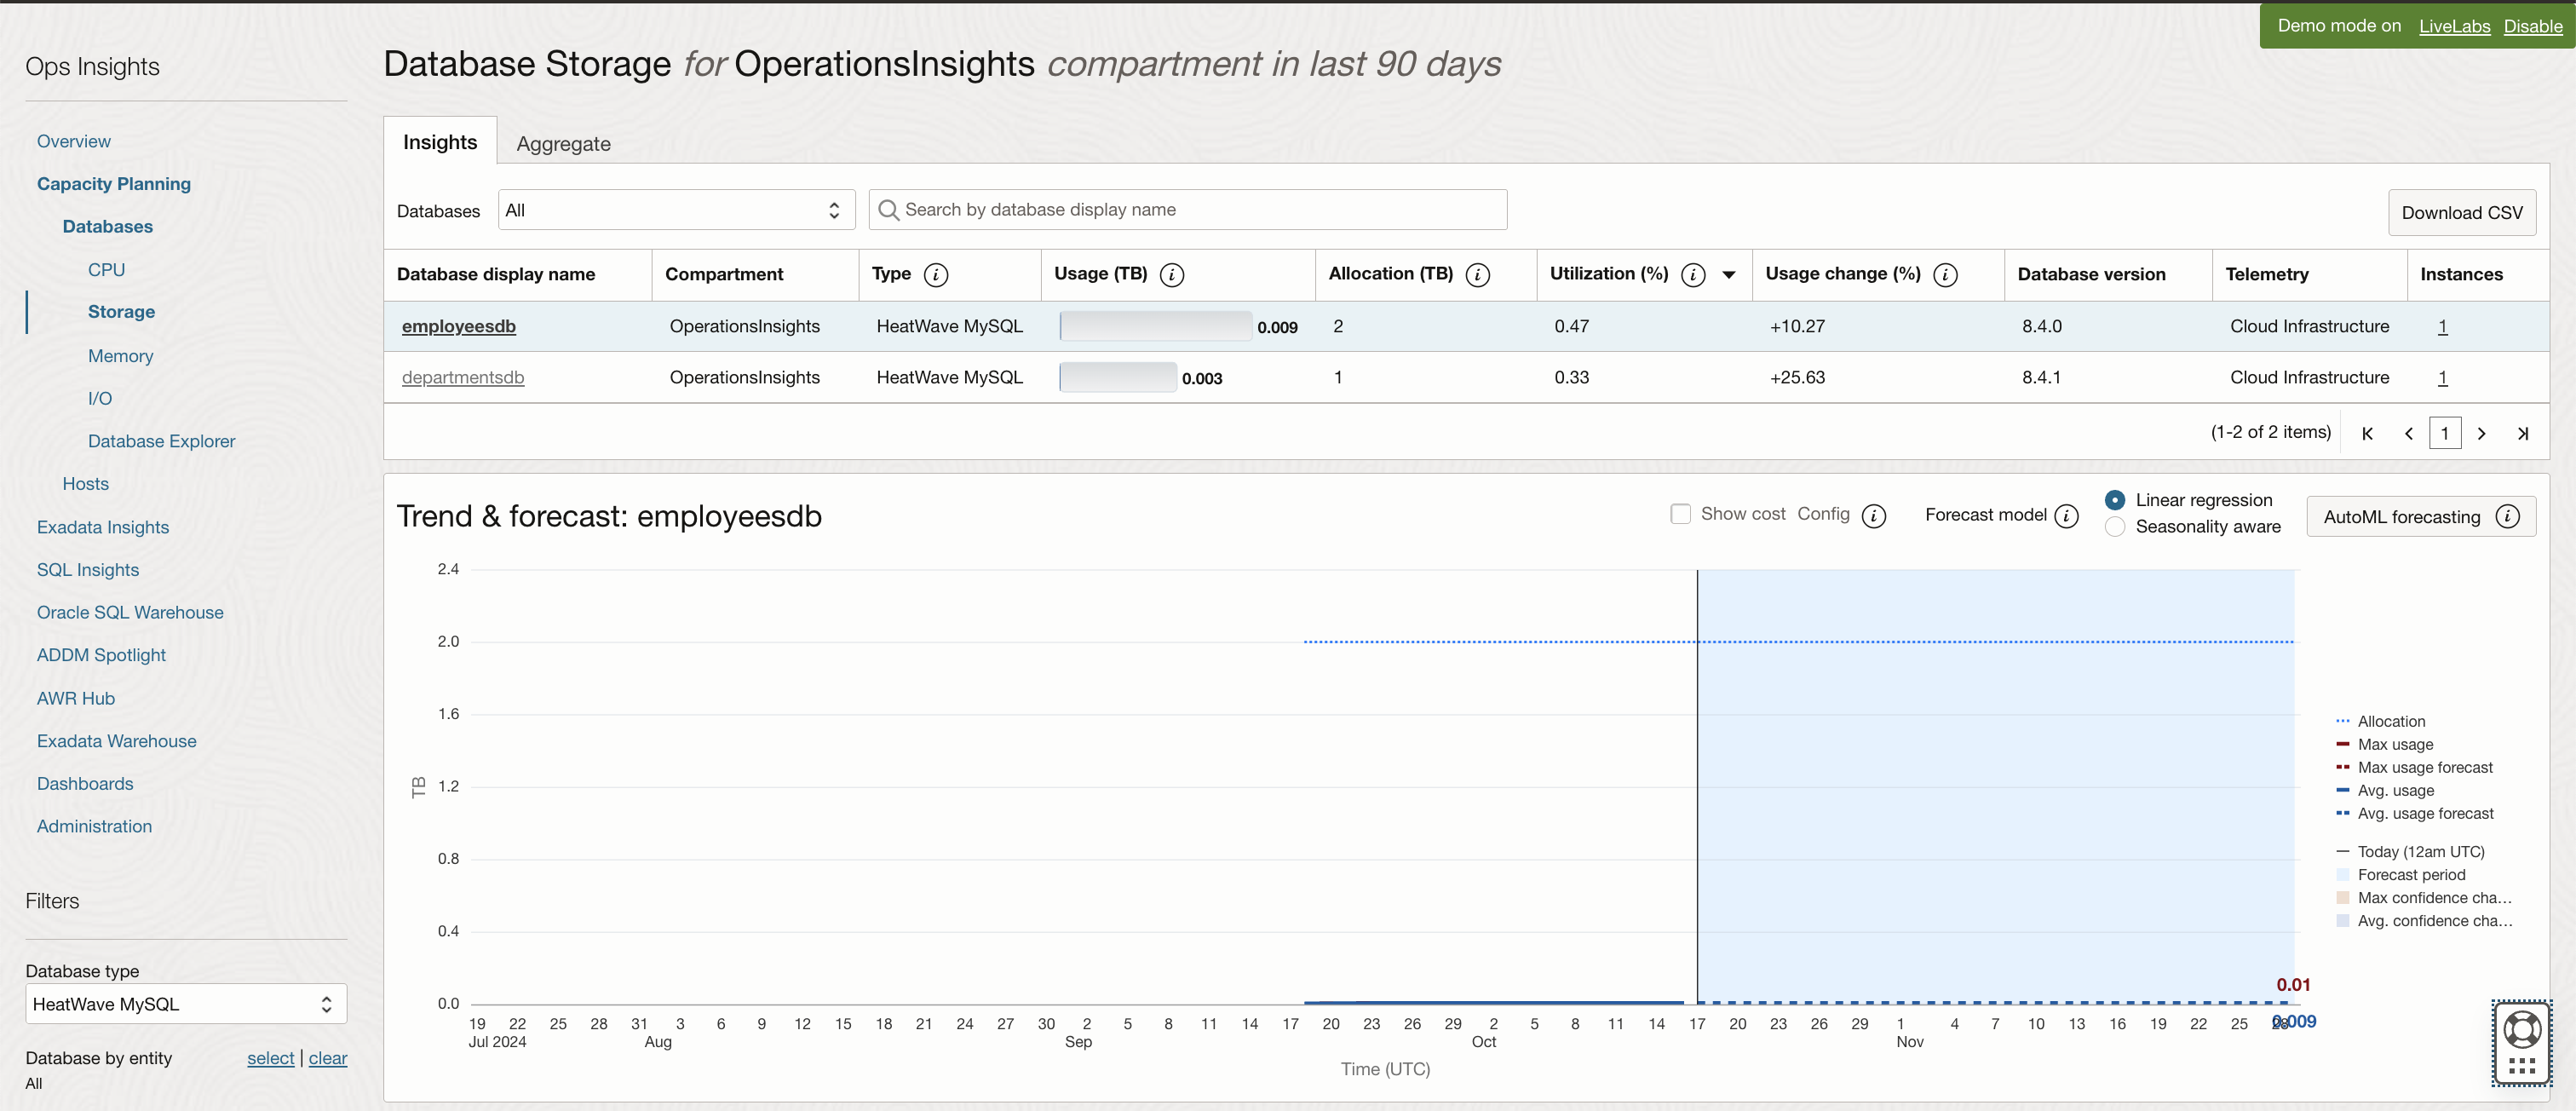 Demo mode on LiveLabs Disable
Ops Insights
Overview
Capacity Planning
Databases
CPU
Storage
Memory
I/O
Database Explorer
Hosts
Exadata Insights
SQL Insights
Oracle SQL Warehouse
ADDM Spotlight
AWR Hub
Exadata Warehouse
Dashboards
Administration
Filters
Database type
HeatWave MySQL
Database by entity select | clear
All
Database Storage for OperationsInsights compartment in last 90 days
Insights Aggregate
Databases All Search by database display name Download CSV
Database display name Compartment Type Usage (TB) Allocation (TB) Utilization (%) Usage change (%) Database version Telemetry Instances
employeesdb OperationsInsights HeatWave MySQL 0.009 2 0.47 +10.27 8.4.0 Cloud Infrastructure 1
departmentsdb OperationsInsights HeatWave MySQL 0.003 1 0.33 +25.63 8.4.1 Cloud Infrastructure 1
(1-2 of 2 items) 1
Trend & forecast: employeesdb Show cost Config Forecast model Linear regression
Seasonality aware
AutoML forecasting
2.4
2.0
1.6
1.2
0.8
0.4
0.0
TB
19 22 25 28 31 3 6 9 12 15 18 21 24 27 30 2 5 8 11 14 17 20 23 26 29 2 5 8 11 14 17 20 23 26 29 1 4 7 10 13 16 19 22 25 28
Jul 2024 Aug Sep Oct Nov
Time (UTC)
0.01
0.009
Allocation
Max usage
Max usage forecast
Avg. usage
Avg. usage forecast
Today (12am UTC)
Forecast period
Max confidence cha...
Avg. confidence cha...